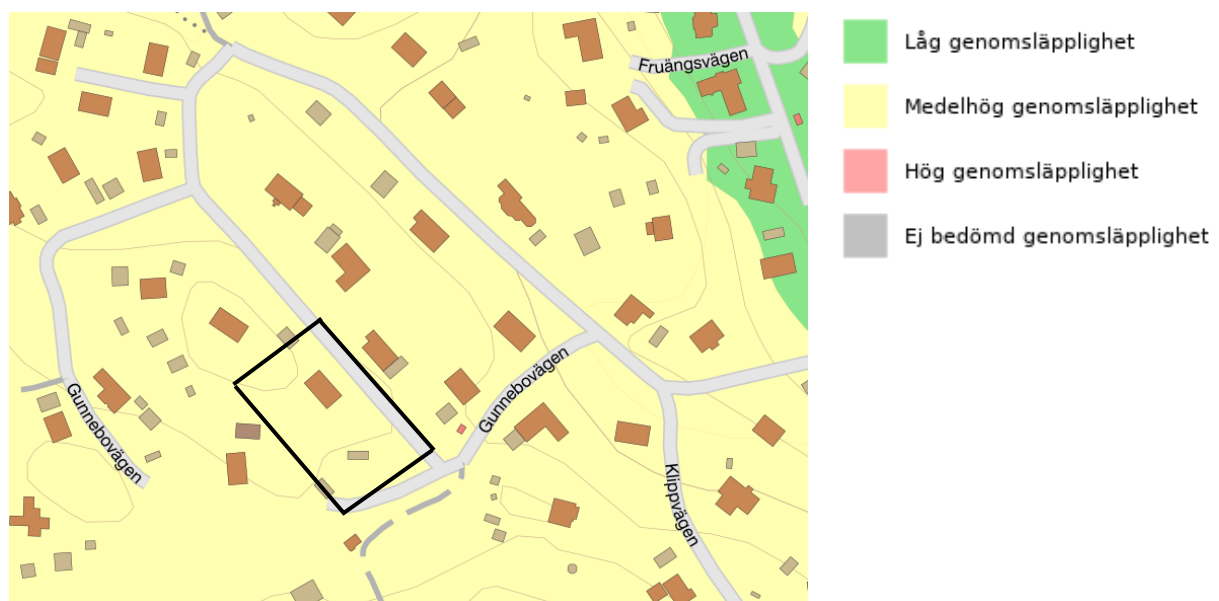 Fruängsvägen
Gunnebovägen
Gunnebovägen
Klippvägen
Låg genomsläpplighet
Medelhög genomsläpplighet
Hög genomsläpplighet
Ej bedömd genomsläpplighet